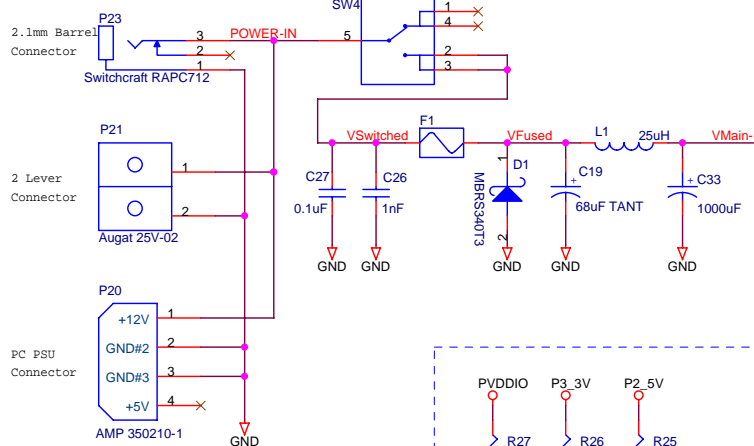 SW4
P23
2.1mm Barrel
Connector
3
2
1
POWER-IN
5
1
4
2
3
Switchcraft RAPC712
P21
2 Lever
Connector
1
2
Augat 25V-02
VSwitched
F1
VFused
L1
25uH
VMain-
C27
0.1uF
C26
1nF
1
D1
MBRS340T3
2
C19
+
68uF TANT
C33
+
1000uF
GND
GND
GND
GND
GND
P20
PC PSU
Connector
+12V
1
GND#2
2
GND#3
3
+5V
4
AMP 350210-1
GND
PVDDIO
P3_3V
P2_5V
R27
R26
R25